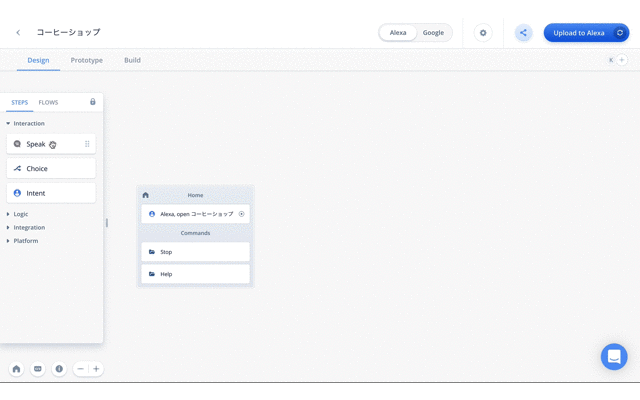 コーヒーショップ
Alexa
Google
Upload to Alexa
Design
Prototype
Build
K
STEPS
FLOWS
Interaction
Speak
Choice
Intent
Logic
Integration
Platform
Home
Alexa, open コーヒーショップ
Commands
Stop
Help